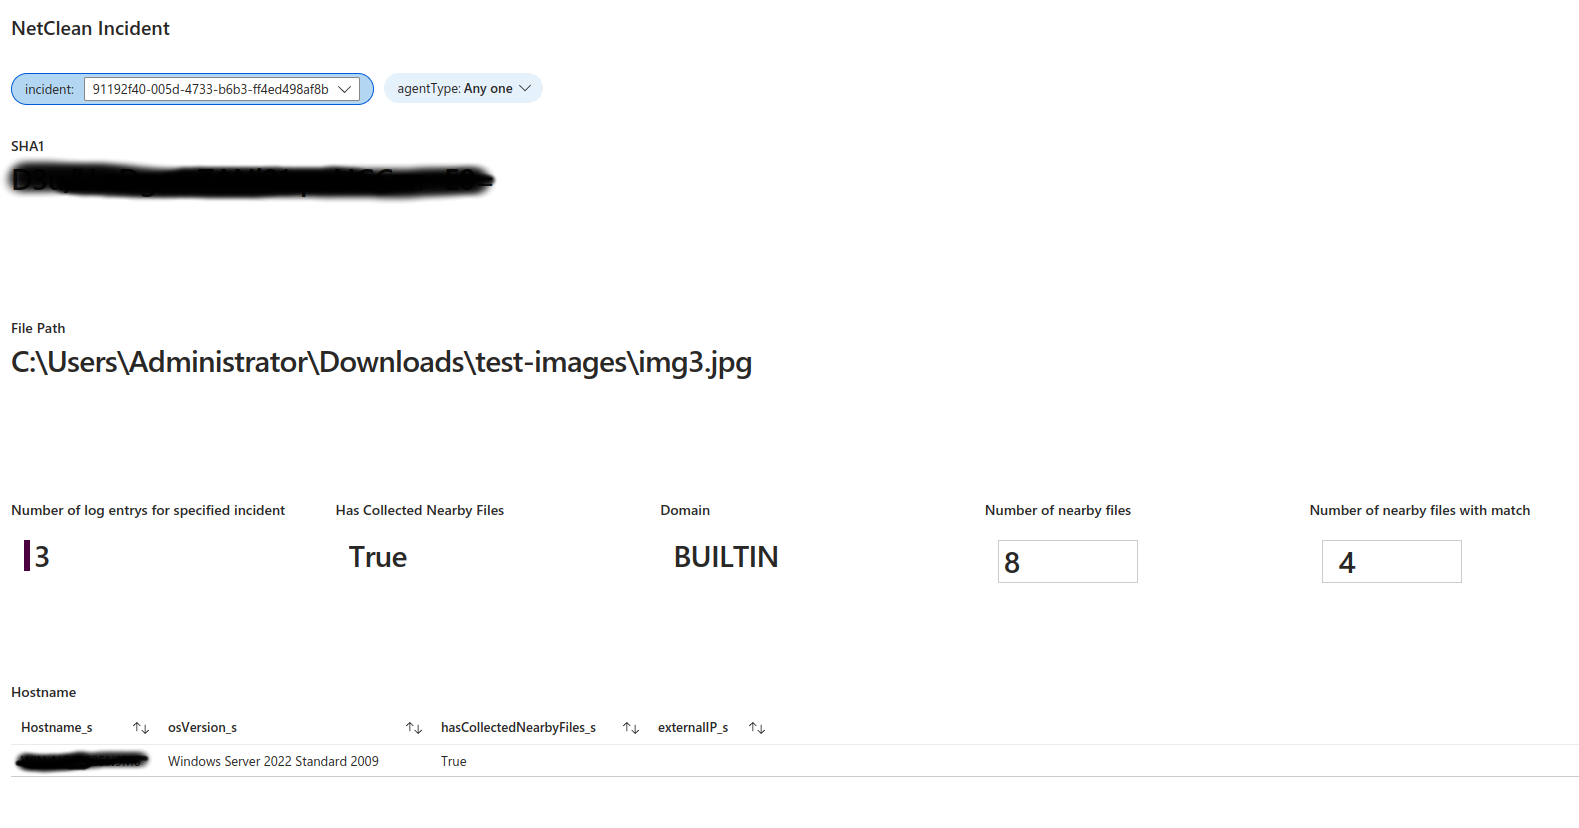 NetClean Incident
incident: 91192f40-005d-4733-b6b3-ff4ed498af8b agentType: Any one
SHA1
File Path
C:\Users\Administrator\Downloads\test-images\img3.jpg
Number of log entrys for specified incident Has Collected Nearby Files Domain Number of nearby files Number of nearby files with match
3 True BUILTIN 8 4
Hostname
Hostname_s osVersion_s hasCollectedNearbyFiles_s externalIP_s
Windows Server 2022 Standard 2009 True